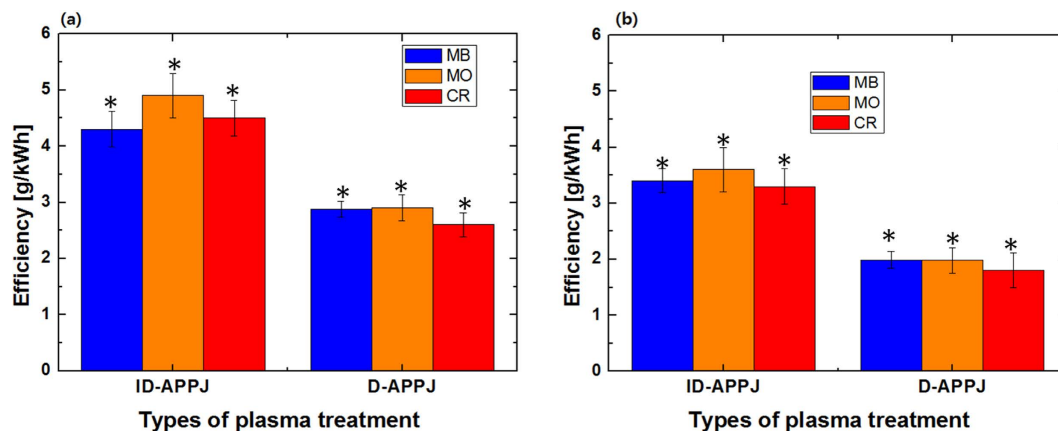 (a)
6
5
4
3
2
1
0
Efficiency [g/kWh]
MB
MO
CR
*
*
*
*
*
*
ID-APPJ
D-APPJ
Types of plasma treatment
(b)
6
5
4
3
2
1
0
Efficiency [g/kWh]
MB
MO
CR
*
*
*
*
*
*
ID-APPJ
D-APPJ
Types of plasma treatment